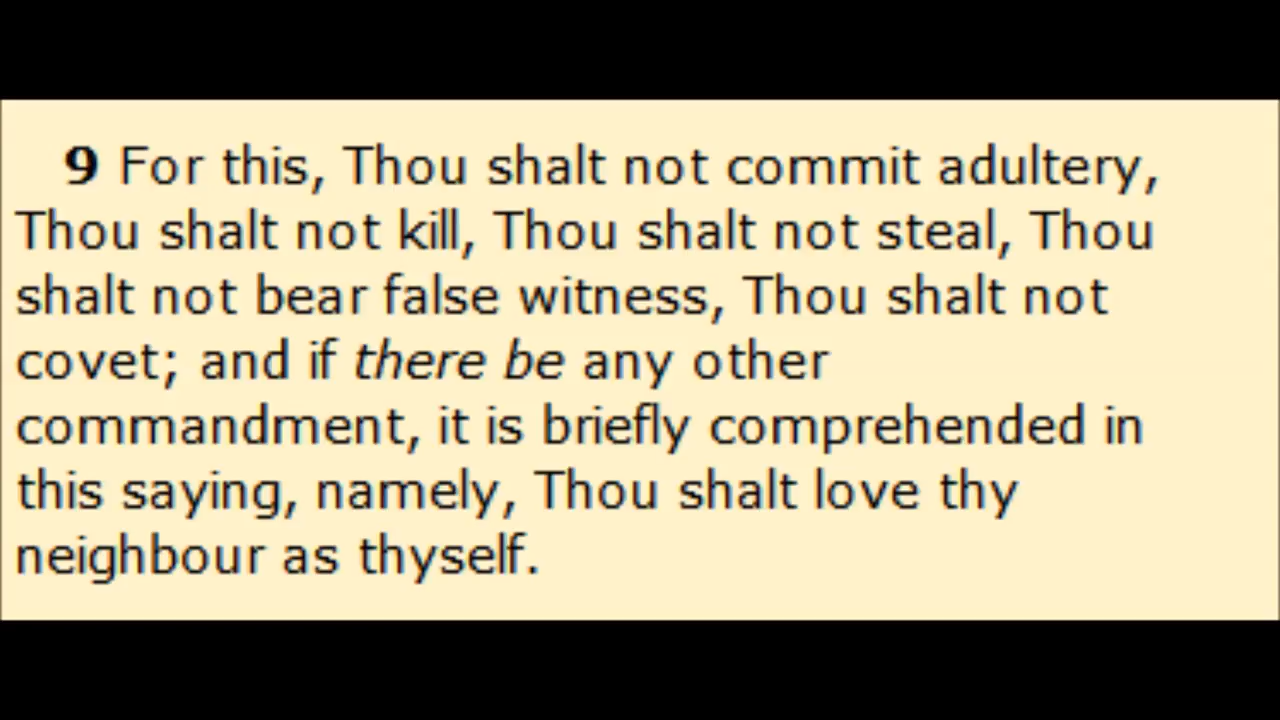 9 For this, Thou shalt not commit adultery,
Thou shalt not kill, Thou shalt not steal, Thou
shalt not bear false witness, Thou shalt not
covet; and if there be any other
commandment, it is briefly comprehended in
this saying, namely, Thou shalt love thy
neighbour as thyself.